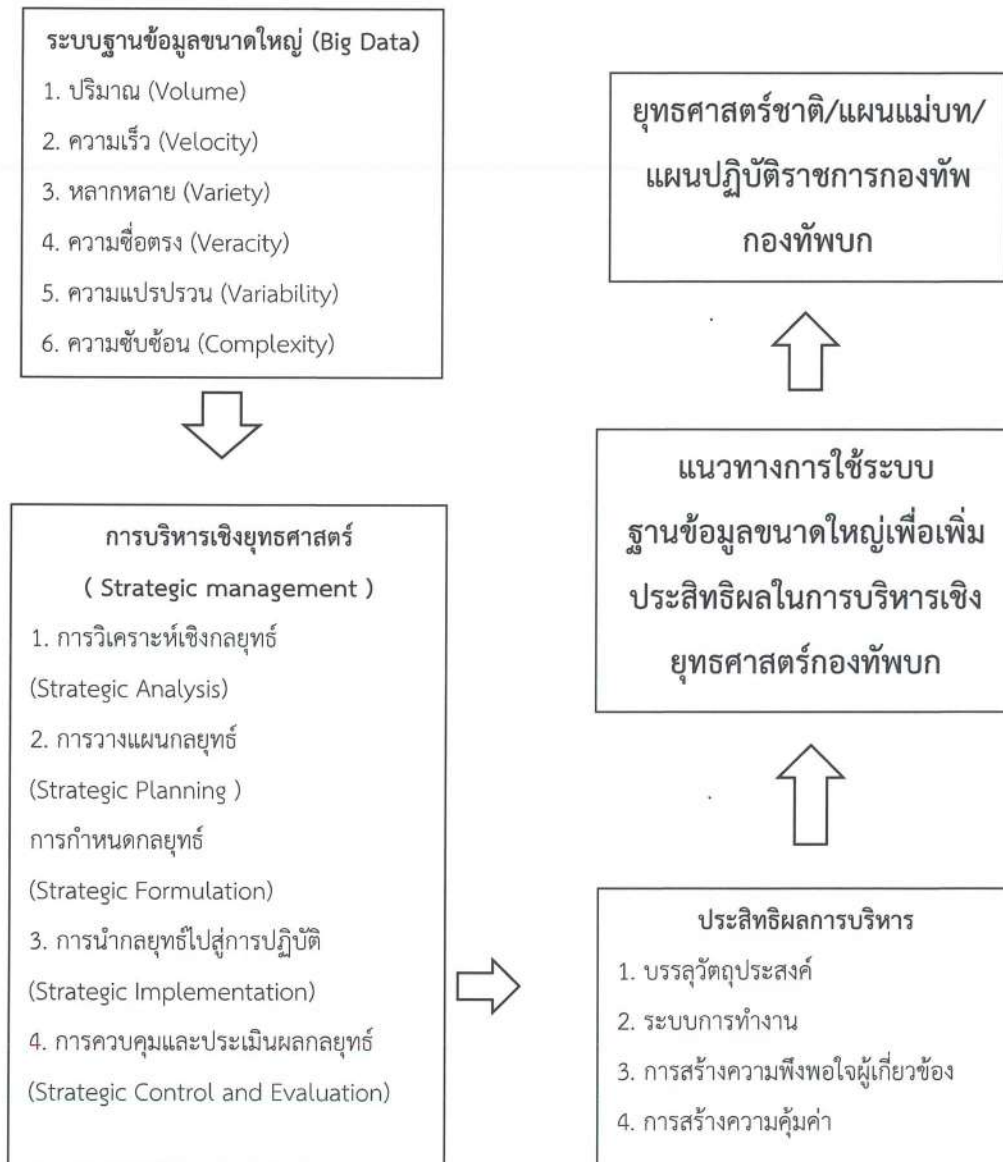 ระบบฐานข้อมูลขนาดใหญ่ (Big Data)
1. ปริมาณ (Volume)
2. ความเร็ว (Velocity)
3. หลากหลาย (Variety)
4. ความซื่อตรง (Veracity)
5. ความแปรปรวน (Variability)
6. ความซับซ้อน (Complexity)
การบริหารเชิงยุทธศาสตร์
( Strategic management )
1. การวิเคราะห์เชิงกลยุทธ์
(Strategic Analysis)
2. การวางแผนกลยุทธ์
(Strategic Planning )
การกำหนดกลยุทธ์
(Strategic Formulation)
3. การนำกลยุทธ์ไปสู่การปฏิบัติ
(Strategic Implementation)
4. การควบคุมและประเมินผลกลยุทธ์
(Strategic Control and Evaluation)
ประสิทธิผลการบริหาร
1. บรรลุวัตถุประสงค์
2. ระบบการทำงาน
3. การสร้างความพึงพอใจผู้เกี่ยวข้อง
4. การสร้างความคุ้มค่า
แนวทางการใช้ระบบ
ฐานข้อมูลขนาดใหญ่เพื่อเพิ่ม
ประสิทธิผลในการบริหารเชิง
ยุทธศาสตร์กองทัพบก
ยุทธศาสตร์ชาติ/แผนแม่บท/
แผนปฏิบัติราชการกองทัพ
กองทัพบก